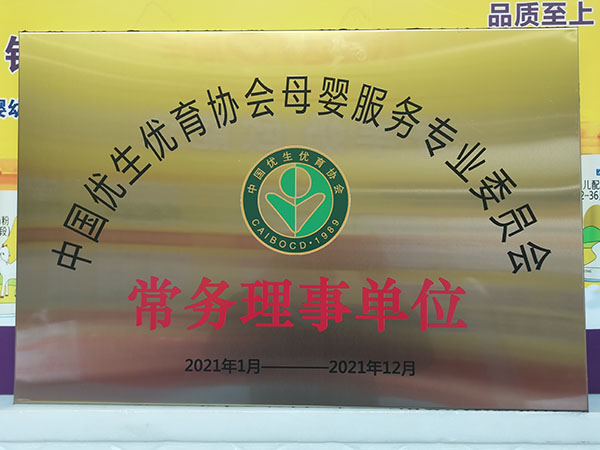 品质至上
中国优生优育协会母婴服务专业委员会
中国优生优育协会
CAIBOCD·1989
常务理事单位
2021年1月————2021年12月